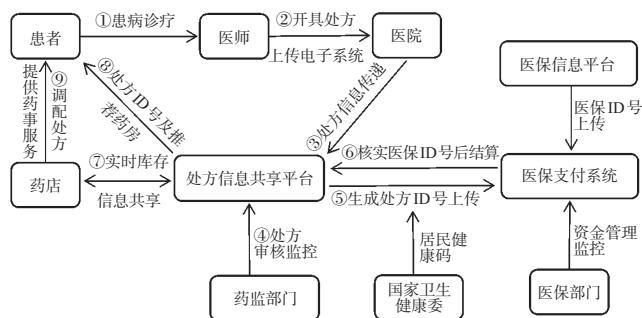 ①患病诊疗
②开具处方
患者
医师
医院
上传电子系统
医保信息平台
提供药事服务
⑨调配处方
⑧处方ID号及推
荐药房
③处方信息传递
医保ID号
上传
⑥核实医保ID号后结算
⑦实时库存
药店
信息共享
处方信息共享平台
医保支付系统
⑤生成处方ID号上传
④处方
审核监控
居民健
康码
资金管理
监控
药监部门
国家卫生
健康委
医保部门